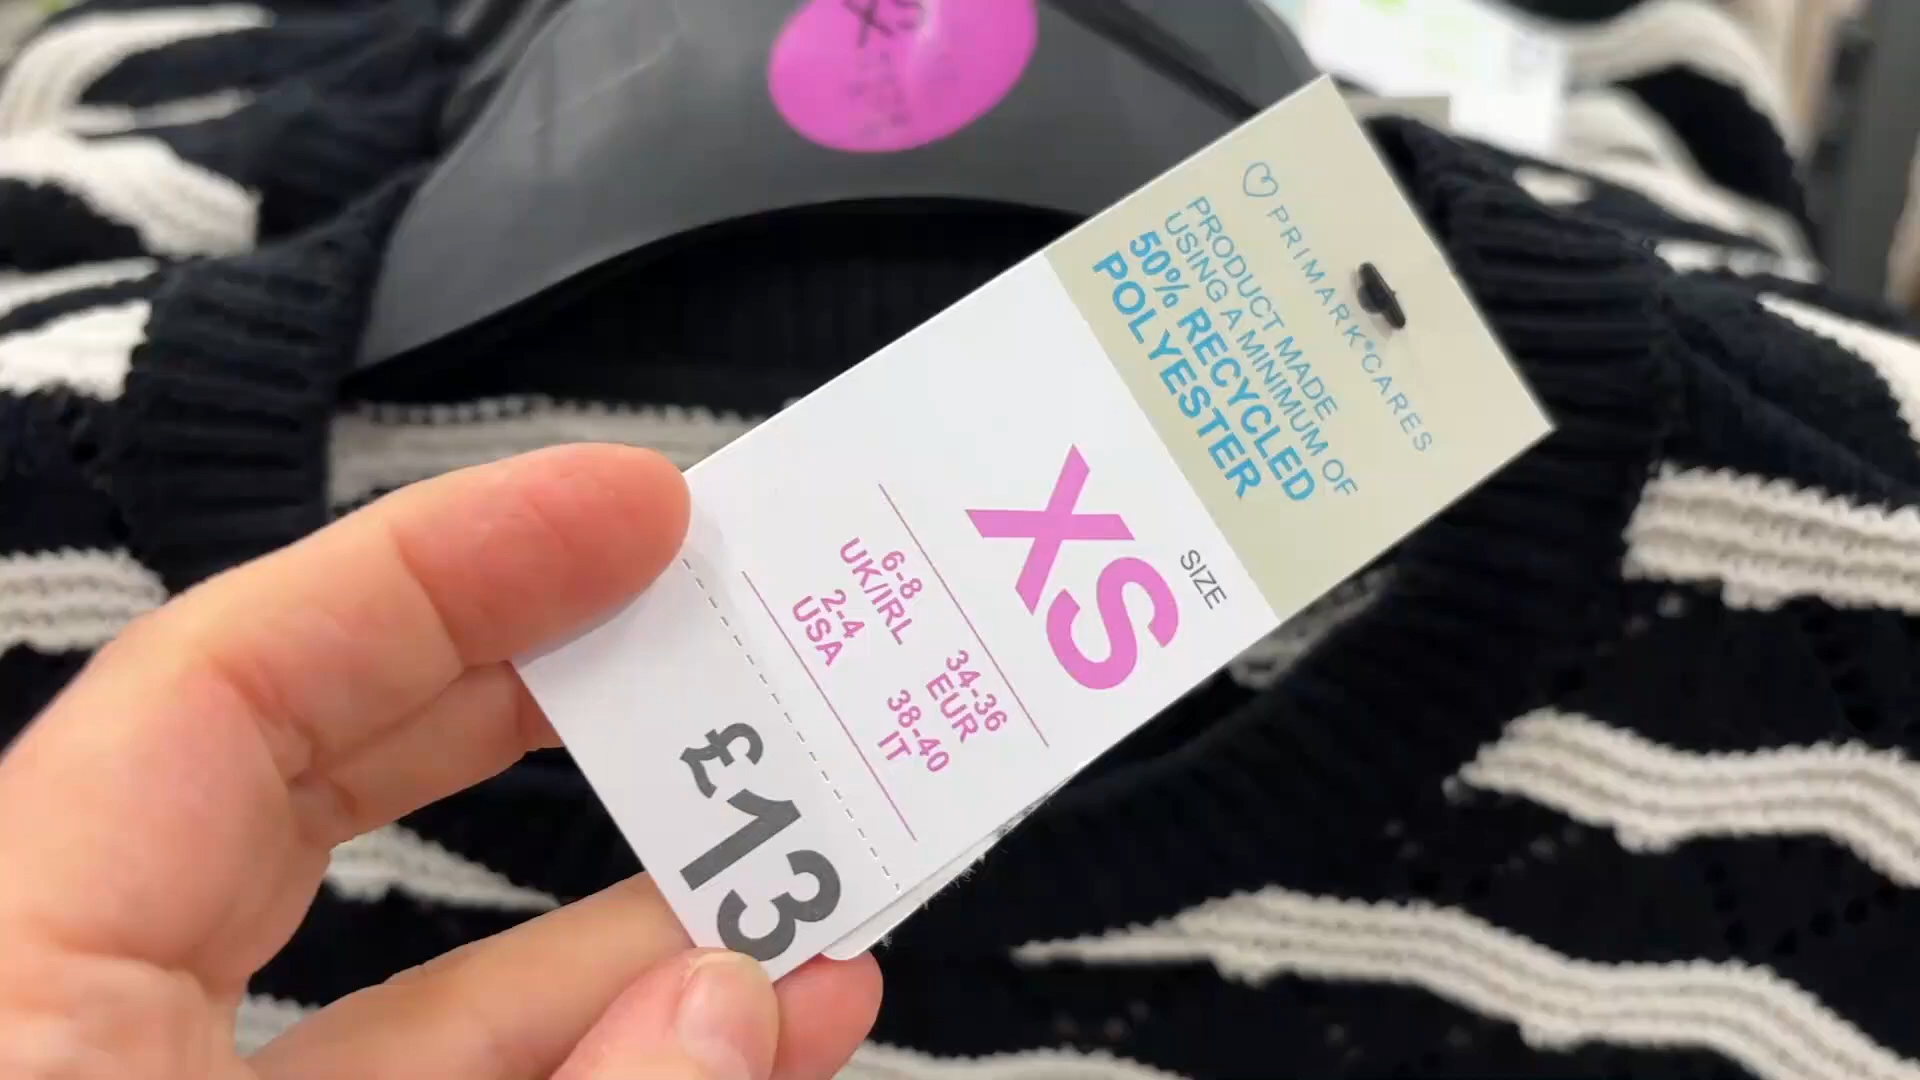 PRIMARK®CARES
PRODUCT MADE
USING A MINIMUM OF
50% RECYCLED
POLYESTER
SIZE
XS
34-36
EUR
6-8
UK/IRL
38-40
IT
2-4
USA
£13
XS